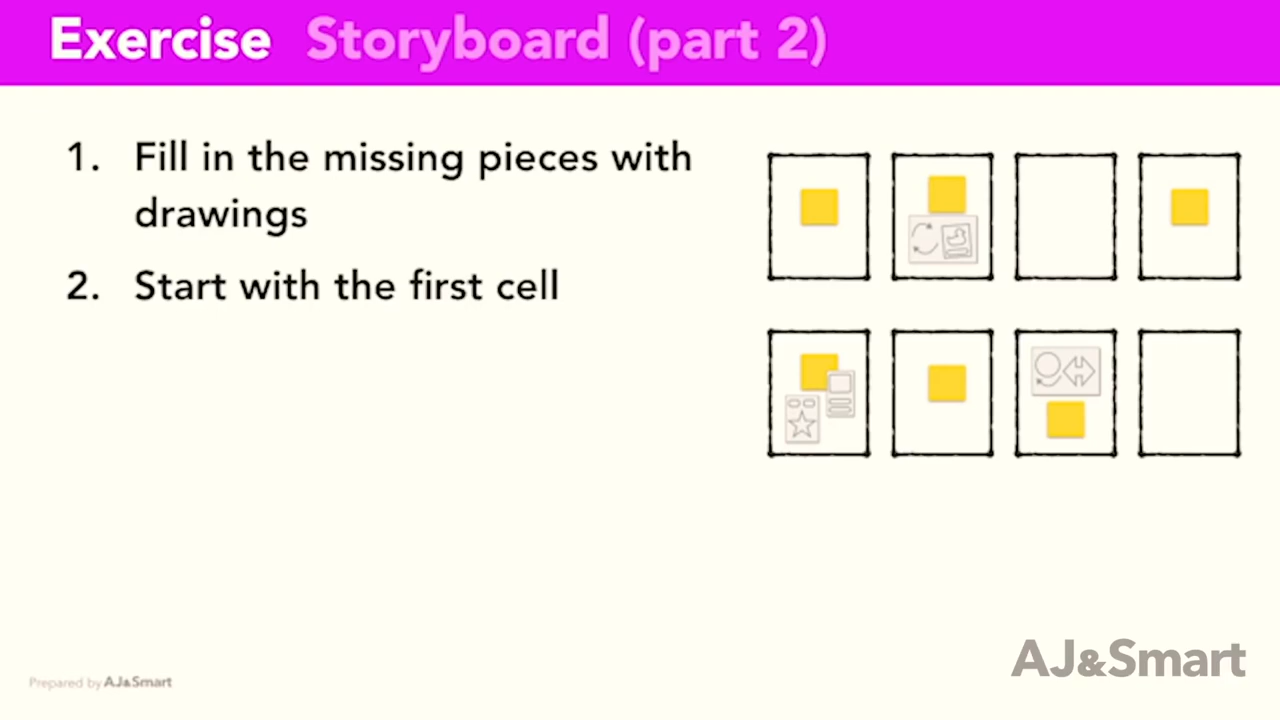 Exercise Storyboard (part 2)
1. Fill in the missing pieces with
drawings
2. Start with the first cell
AJ&Smart
Prepared by AJ&Smart